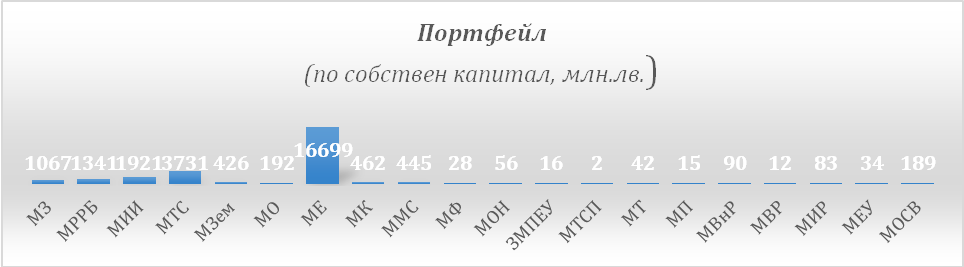 Портфейл
(по собствен капитал, млн.лв.)
1067 1341 1921 3731 426 192 16699 462 445 28 56 16 2 42 15 90 12 83 34 189
МЗ МРРБ МИИ МТС МЗем МО МЕ МК ММС МФ МОН ЗМПЕУ МТСП МТ МП МВнР МВР МИР МЕУ МОСВ